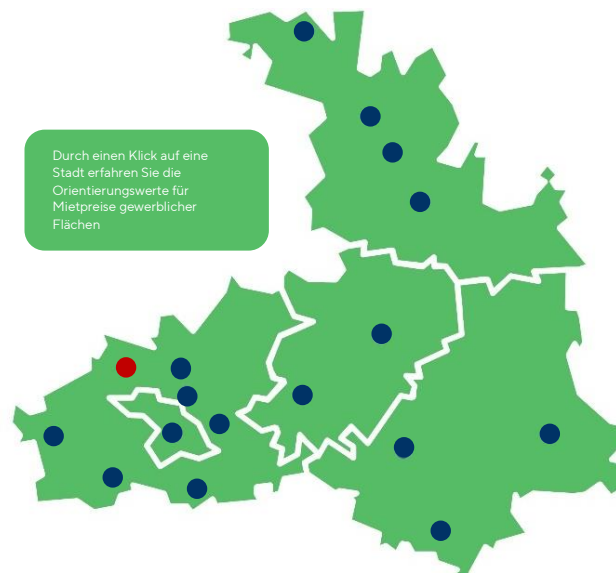 Durch einen Klick auf eine
Stadt erfahren Sie die
Orientierungswerte für
Mietpreise gewerblicher
Flächen